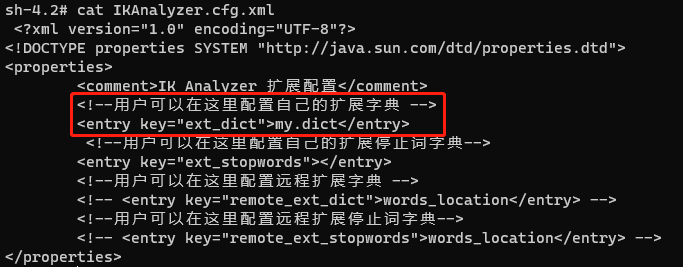 sh-4.2# cat IKAnalyzer.cfg.xml
<?xml version="1.0" encoding="UTF-8"?>
<!DOCTYPE properties SYSTEM "http://java.sun.com/dtd/properties.dtd">
<properties>
<comment>IK Analyzer 扩展配置</comment>
<!--用户可以在这里配置自己的扩展字典 -->
<entry key="ext_dict">my.dict</entry>
<!--用户可以在这里配置自己的扩展停止词字典-->
<entry key="ext_stopwords"></entry>
<!--用户可以在这里配置远程扩展字典 -->
<!-- <entry key="remote_ext_dict">words_location</entry> -->
<!--用户可以在这里配置远程扩展停止词字典-->
<!-- <entry key="remote_ext_stopwords">words_location</entry> -->
</properties>